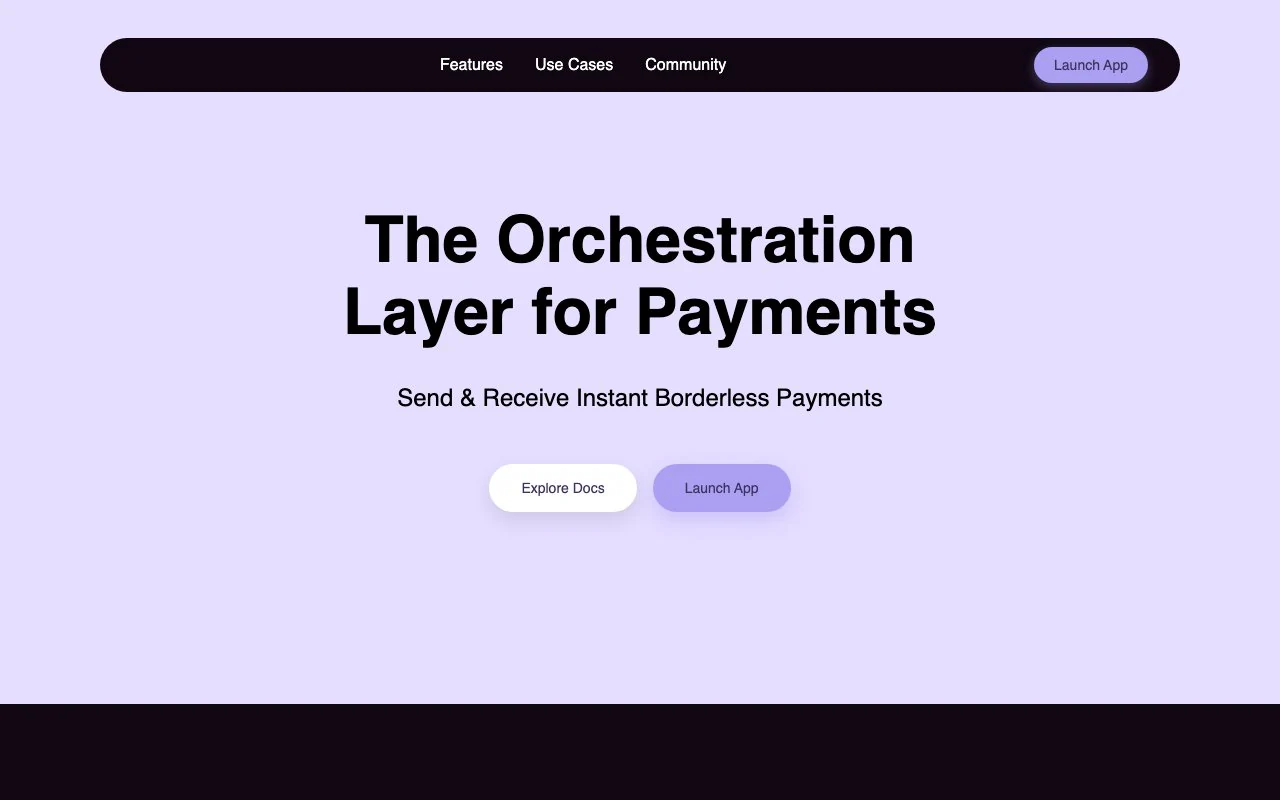 Features
Use Cases
Community
Launch App
The Orchestration
Layer for Payments
Send & Receive Instant Borderless Payments
Explore Docs
Launch App